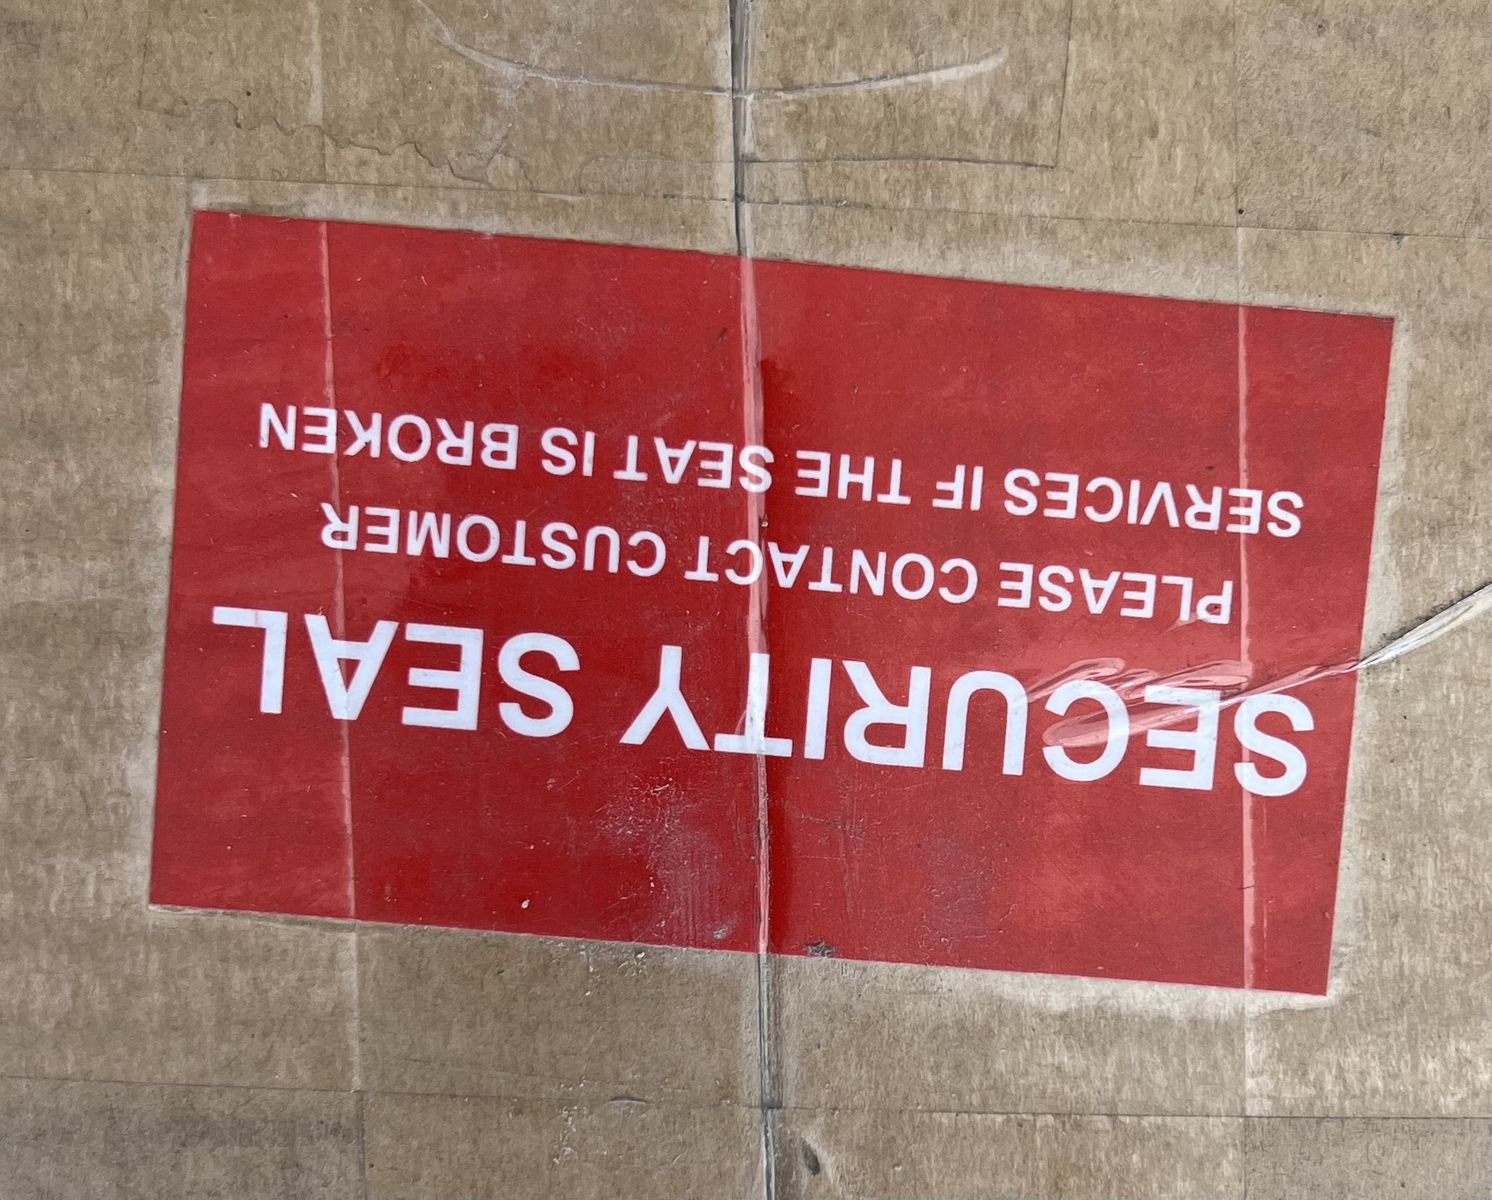 SECURITY SEAL
PLEASE CONTACT CUSTOMER
SERVICES IF THE SEAT IS BROKEN